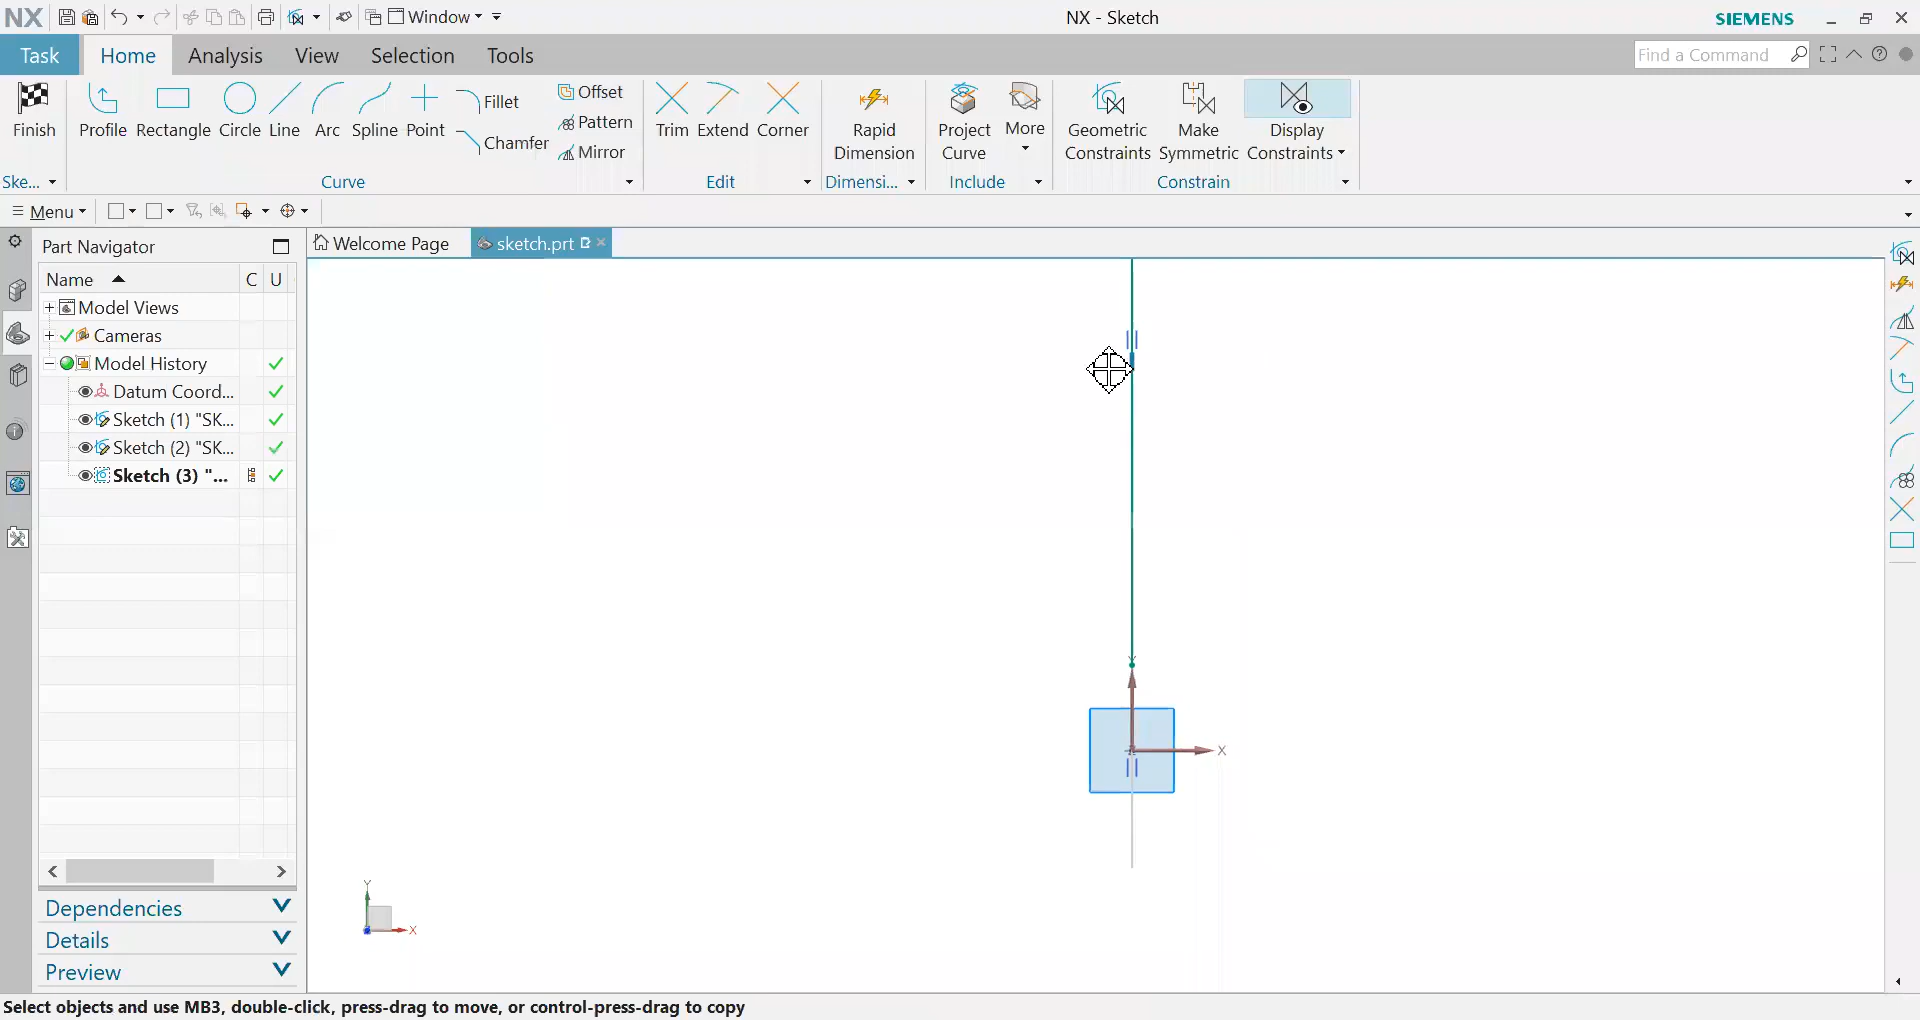 NX Window NX - Sketch SIEMENS
Task Home Analysis View Selection Tools Find a Command
Finish Profile Rectangle Circle Line Arc Spline Point Fillet Chamfer Offset Pattern Mirror Trim Extend Corner Rapid Dimension Project Curve More Geometric Constraints Make Symmetric Display Constraints
Ske... Curve Edit Dimensi... Include Constrain
Menu
Part Navigator Welcome Page sketch.prt
Name C U
Model Views
Cameras
Model History
Datum Coord...
Sketch (1) "SK...
Sketch (2) "SK...
Sketch (3) "...
Y
X
Y
X
Dependencies
Details
Preview
Select objects and use MB3, double-click, press-drag to move, or control-press-drag to copy